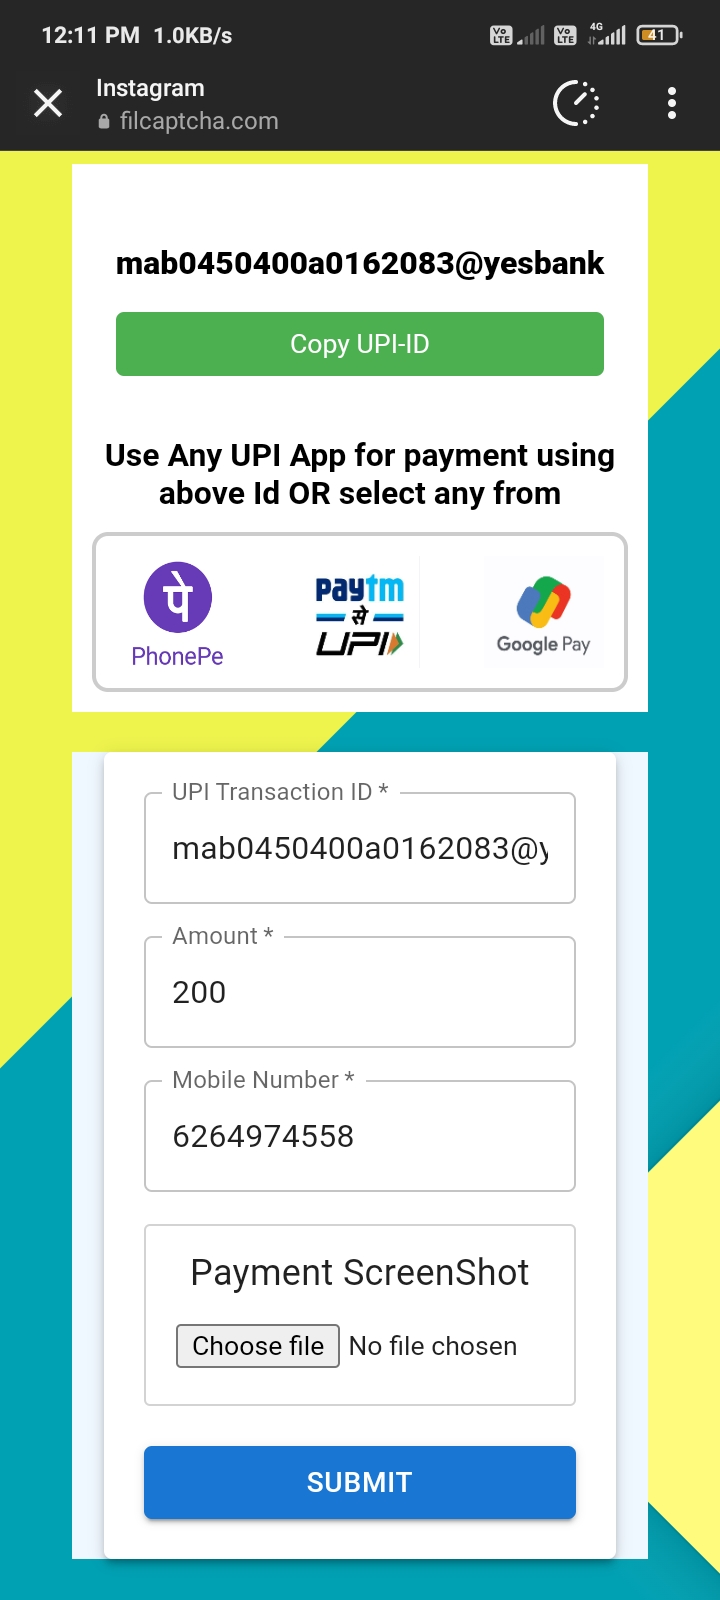 12:11 PM 1.0KB/s
Vo LTE Vo LTE 4G 41
Instagram
filcaptcha.com
mab0450400a0162083@yesbank
Copy UPI-ID
Use Any UPI App for payment using
above Id OR select any from
पे
PhonePe
paytm
से
UPI
Google Pay
UPI Transaction ID *
mab0450400a0162083@y
Amount *
200
Mobile Number *
6264974558
Payment ScreenShot
Choose file No file chosen
SUBMIT